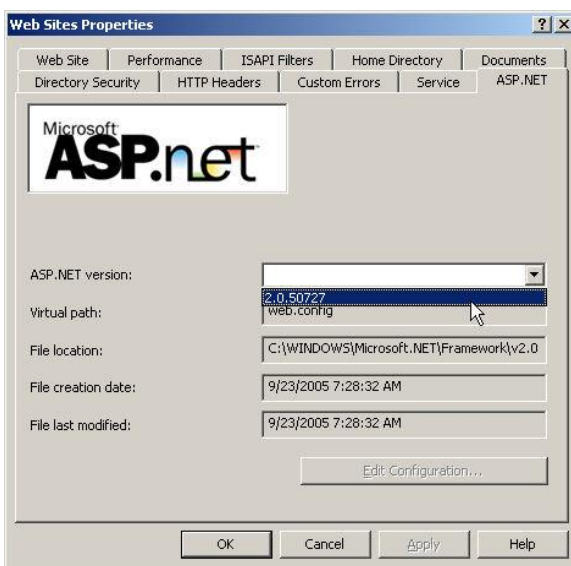 Web Sites Properties
Web Site Performance ISAPI Filters Home Directory Documents
Directory Security HTTP Headers Custom Errors Service ASP.NET
Microsoft
ASP.net
ASP.NET version:
2.0.50727
Virtual path: web.config
File location: C:\WINDOWS\Microsoft.NET\Framework\v2.0
File creation date: 9/23/2005 7:28:32 AM
File last modified: 9/23/2005 7:28:32 AM
Edit Configuration...
OK Cancel Apply Help